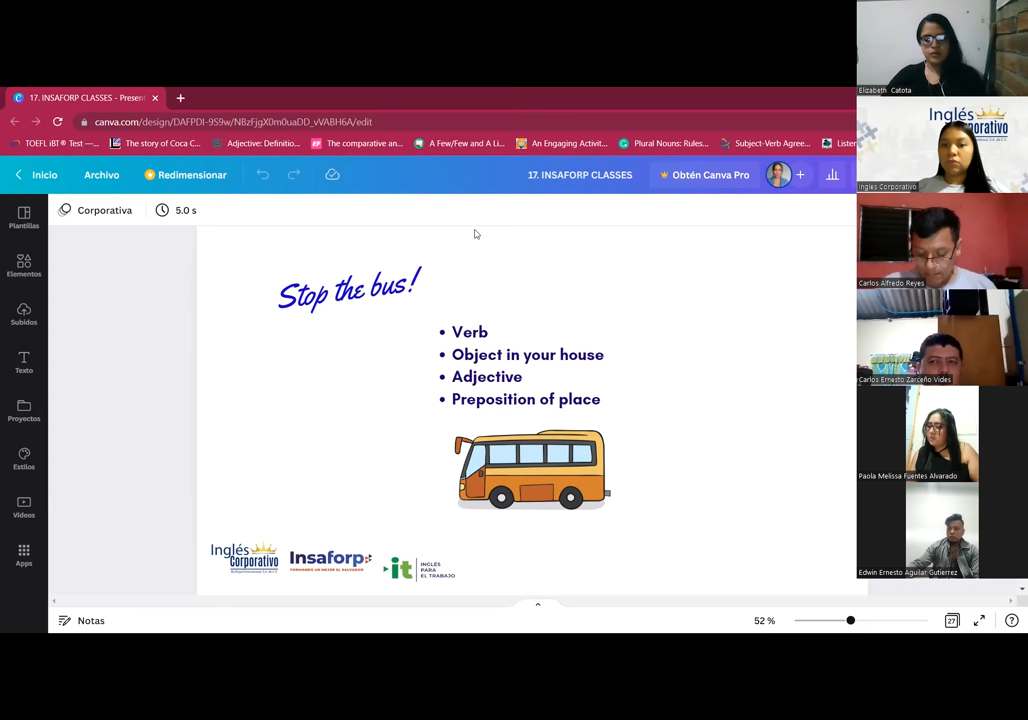 17. INSAFORP CLASSES - Present
canva.com/design/DAFPDI-9S9w/NBzFjgX0m0uaDD_vVABH6A/edit
TOEFL iBT® Test —...
The story of Coca C...
Adjective: Definitio...
The comparative an...
A Few/Few and A Li...
An Engaging Activit...
Plural Nouns: Rules...
Subject-Verb Agree...
Listen
Inicio
Archivo
Redimensionar
17. INSAFORP CLASSES
Obtén Canva Pro
Corporativa
5.0 s
Plantillas
Elementos
Subidos
Texto
Proyectos
Estilos
Videos
Apps
Stop the bus!
• Verb
• Object in your house
• Adjective
• Preposition of place
Inglés
Corporativo
Insaforp
FORMANDO UN MEJOR EL SALVADOR
it
INGLÉS
PARA
EL TRABAJO
Notas
52 %
27
Elizabeth Catota
Inglés
Corporativo
Ingles Corporativo
Carlos Alfredo Reyes
Carlos Ernesto Zarceño Vides
Paola Melissa Fuentes Alvarado
Edwin Ernesto Aguilar Gutierrez